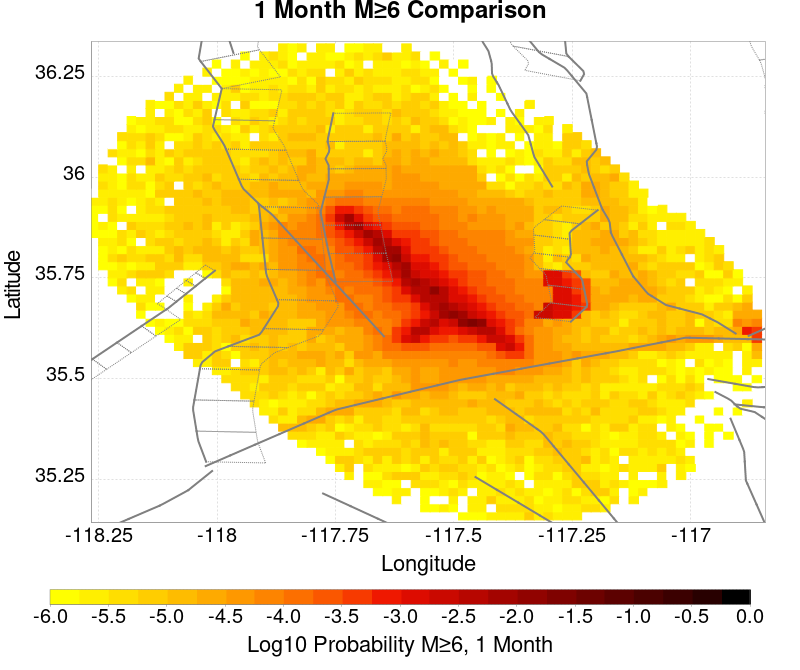 1 Month M≥6 Comparison
36.25
36
35.75
35.5
35.25
Latitude
-118.25 -118 -117.75 -117.5 -117.25 -117
Longitude
-6.0 -5.5 -5.0 -4.5 -4.0 -3.5 -3.0 -2.5 -2.0 -1.5 -1.0 -0.5 0.0
Log10 Probability M≥6, 1 Month